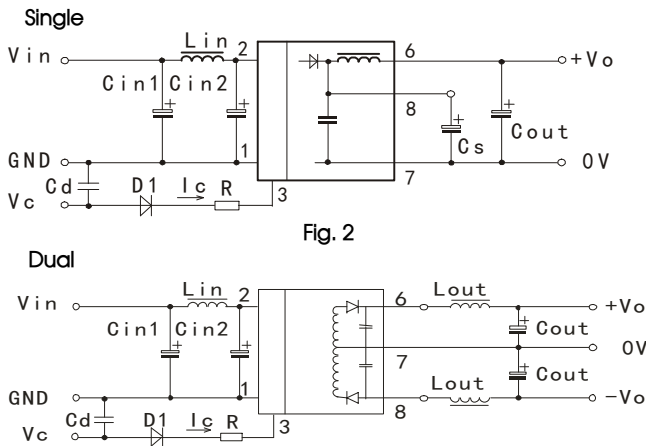 Single
Vin
Lin
2
6
+Vo
Cin1 Cin2
8
Cs
Cout
GND
1
7
0V
Cd
Vc
D1
Ic
R
3
Fig. 2
Dual
Vin
Lin
2
6
Lout
+Vo
Cin1 Cin2
Cout
7
0V
Cout
GND
1
8
Lout
-Vo
Cd
Vc
D1
Ic
R
3